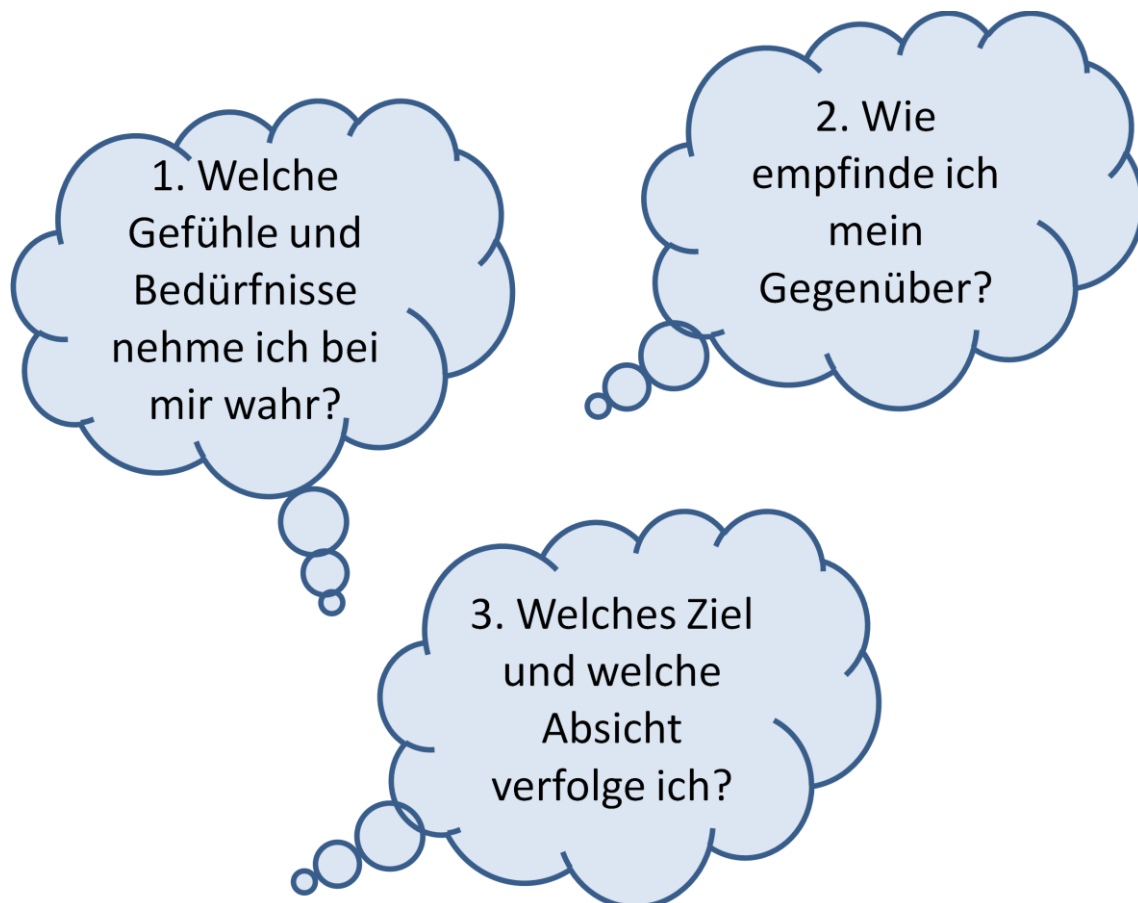 1. Welche
Gefühle und
Bedürfnisse
nehme ich bei
mir wahr?
2. Wie
empfinde ich
mein
Gegenüber?
3. Welches Ziel
und welche
Absicht
verfolge ich?